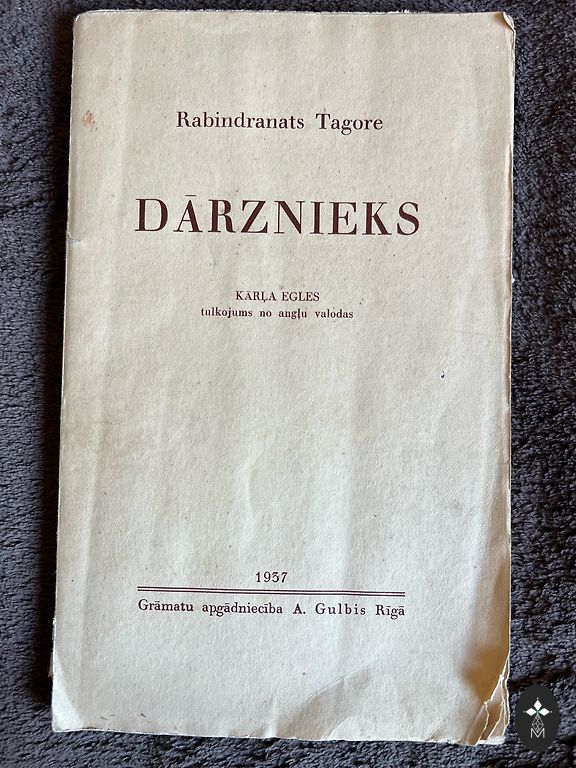 Rabindranats Tagore
DĀRZNIEKS
KĀRĻA EGLES
tulkojums no angļu valodas
1937
Grāmatu apgādniecība A. Gulbis Rīgā